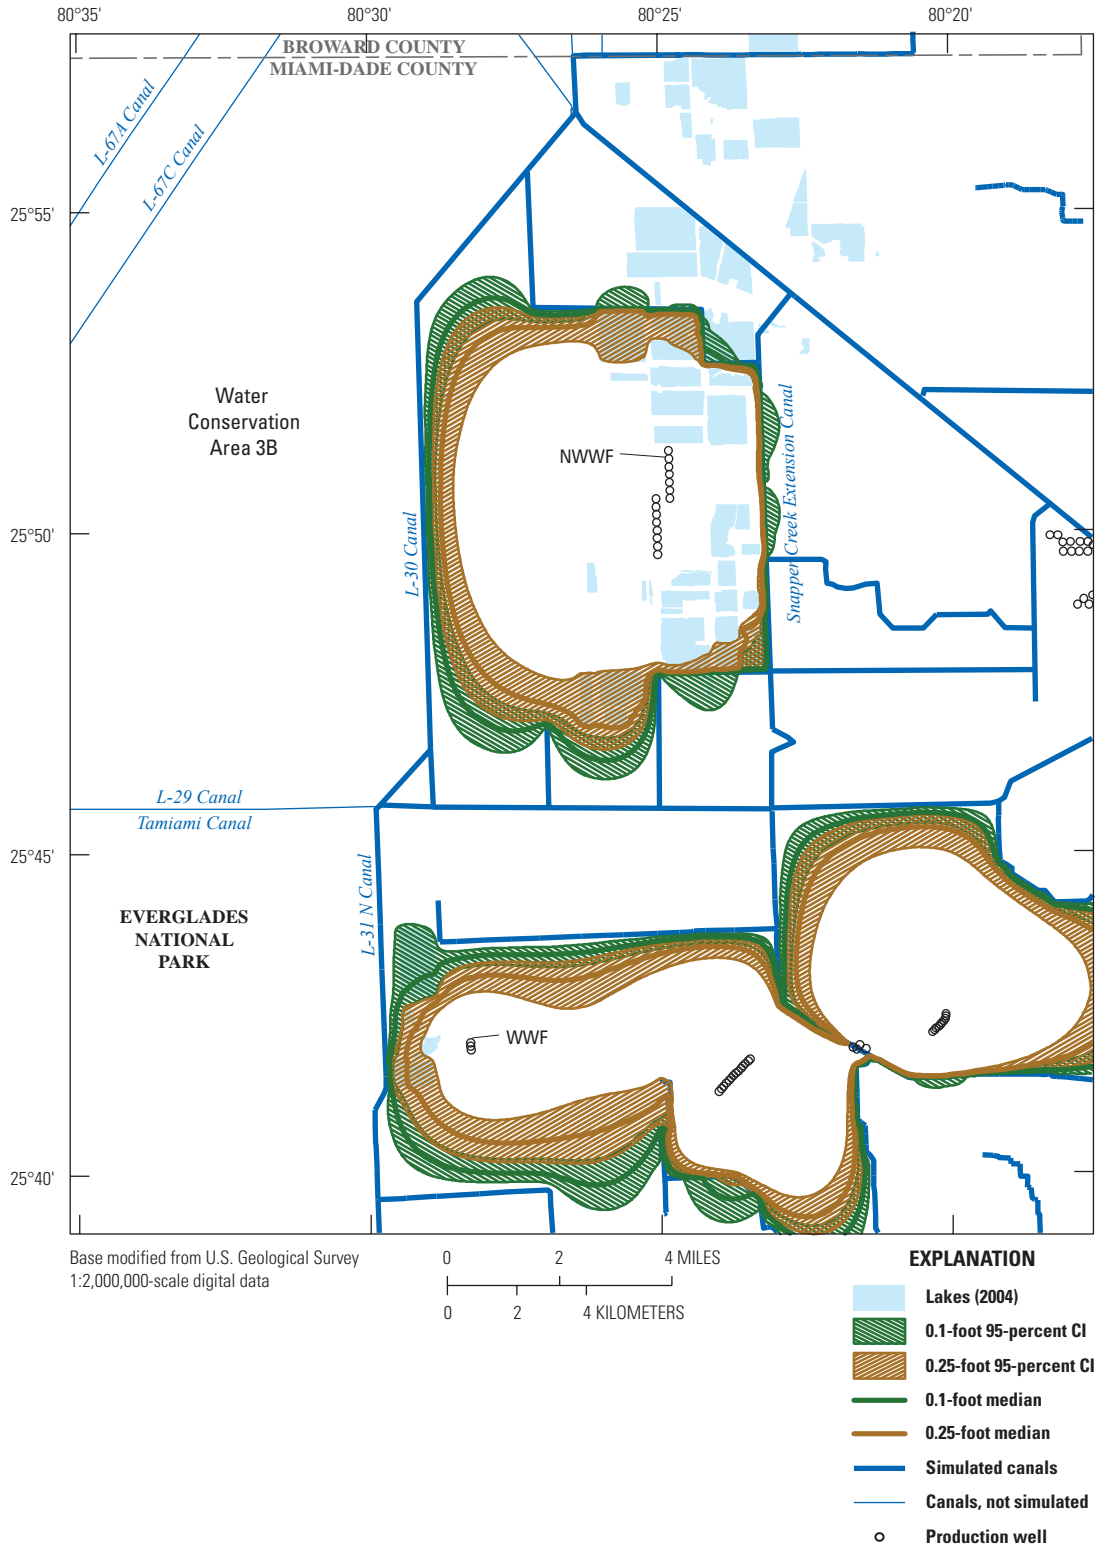 80°35'
80°30'
80°25'
80°20'
BROWARD COUNTY
MIAMI-DADE COUNTY
L-67A Canal
L-67C Canal
25°55'
Water
Conservation
Area 3B
NWWF
Snapper Creek Extension Canal
25°50'
L-30 Canal
L-29 Canal
Tamiami Canal
25°45'
L-31 N Canal
EVERGLADES
NATIONAL
PARK
WWF
25°40'
Base modified from U.S. Geological Survey
1:2,000,000-scale digital data
0 2 4 MILES
0 2 4 KILOMETERS
EXPLANATION
Lakes (2004)
0.1-foot 95-percent CI
0.25-foot 95-percent CI
0.1-foot median
0.25-foot median
Simulated canals
Canals, not simulated
Production well